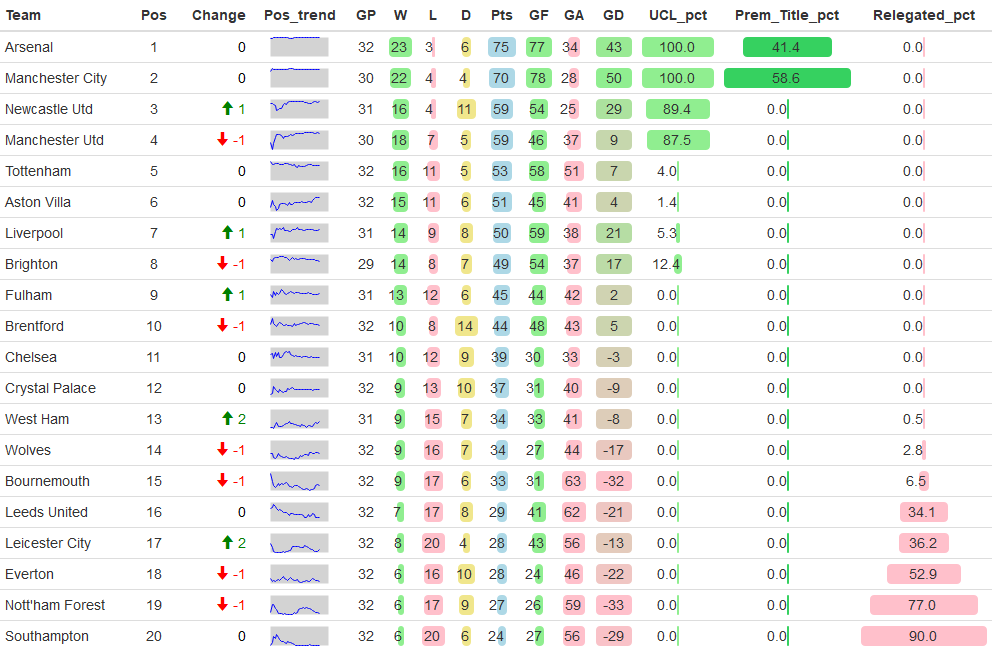 Team Pos Change Pos_trend GP W L D Pts GF GA GD UCL_pct Prem_Title_pct Relegated_pct
Arsenal 1 0 32 23 3 6 75 77 34 43 100.0 41.4 0.0
Manchester City 2 0 30 22 4 4 70 78 28 50 100.0 58.6 0.0
Newcastle Utd 3 1 31 16 4 11 59 54 25 29 89.4 0.0 0.0
Manchester Utd 4 -1 30 18 7 5 59 46 37 9 87.5 0.0 0.0
Tottenham 5 0 32 16 11 5 53 58 51 7 4.0 0.0 0.0
Aston Villa 6 0 32 15 11 6 51 45 41 4 1.4 0.0 0.0
Liverpool 7 1 31 14 9 8 50 59 38 21 5.3 0.0 0.0
Brighton 8 -1 29 14 8 7 49 54 37 17 12.4 0.0 0.0
Fulham 9 1 31 13 12 6 45 44 42 2 0.0 0.0 0.0
Brentford 10 -1 32 10 8 14 44 48 43 5 0.0 0.0 0.0
Chelsea 11 0 31 10 12 9 39 30 33 -3 0.0 0.0 0.0
Crystal Palace 12 0 32 9 13 10 37 31 40 -9 0.0 0.0 0.0
West Ham 13 2 31 9 15 7 34 33 41 -8 0.0 0.0 0.5
Wolves 14 -1 32 9 16 7 34 27 44 -17 0.0 0.0 2.8
Bournemouth 15 -1 32 9 17 6 33 31 63 -32 0.0 0.0 6.5
Leeds United 16 0 32 7 17 8 29 41 62 -21 0.0 0.0 34.1
Leicester City 17 2 32 8 20 4 28 43 56 -13 0.0 0.0 36.2
Everton 18 -1 32 6 16 10 28 24 46 -22 0.0 0.0 52.9
Nott'ham Forest 19 -1 32 6 17 9 27 26 59 -33 0.0 0.0 77.0
Southampton 20 0 32 6 20 6 24 27 56 -29 0.0 0.0 90.0